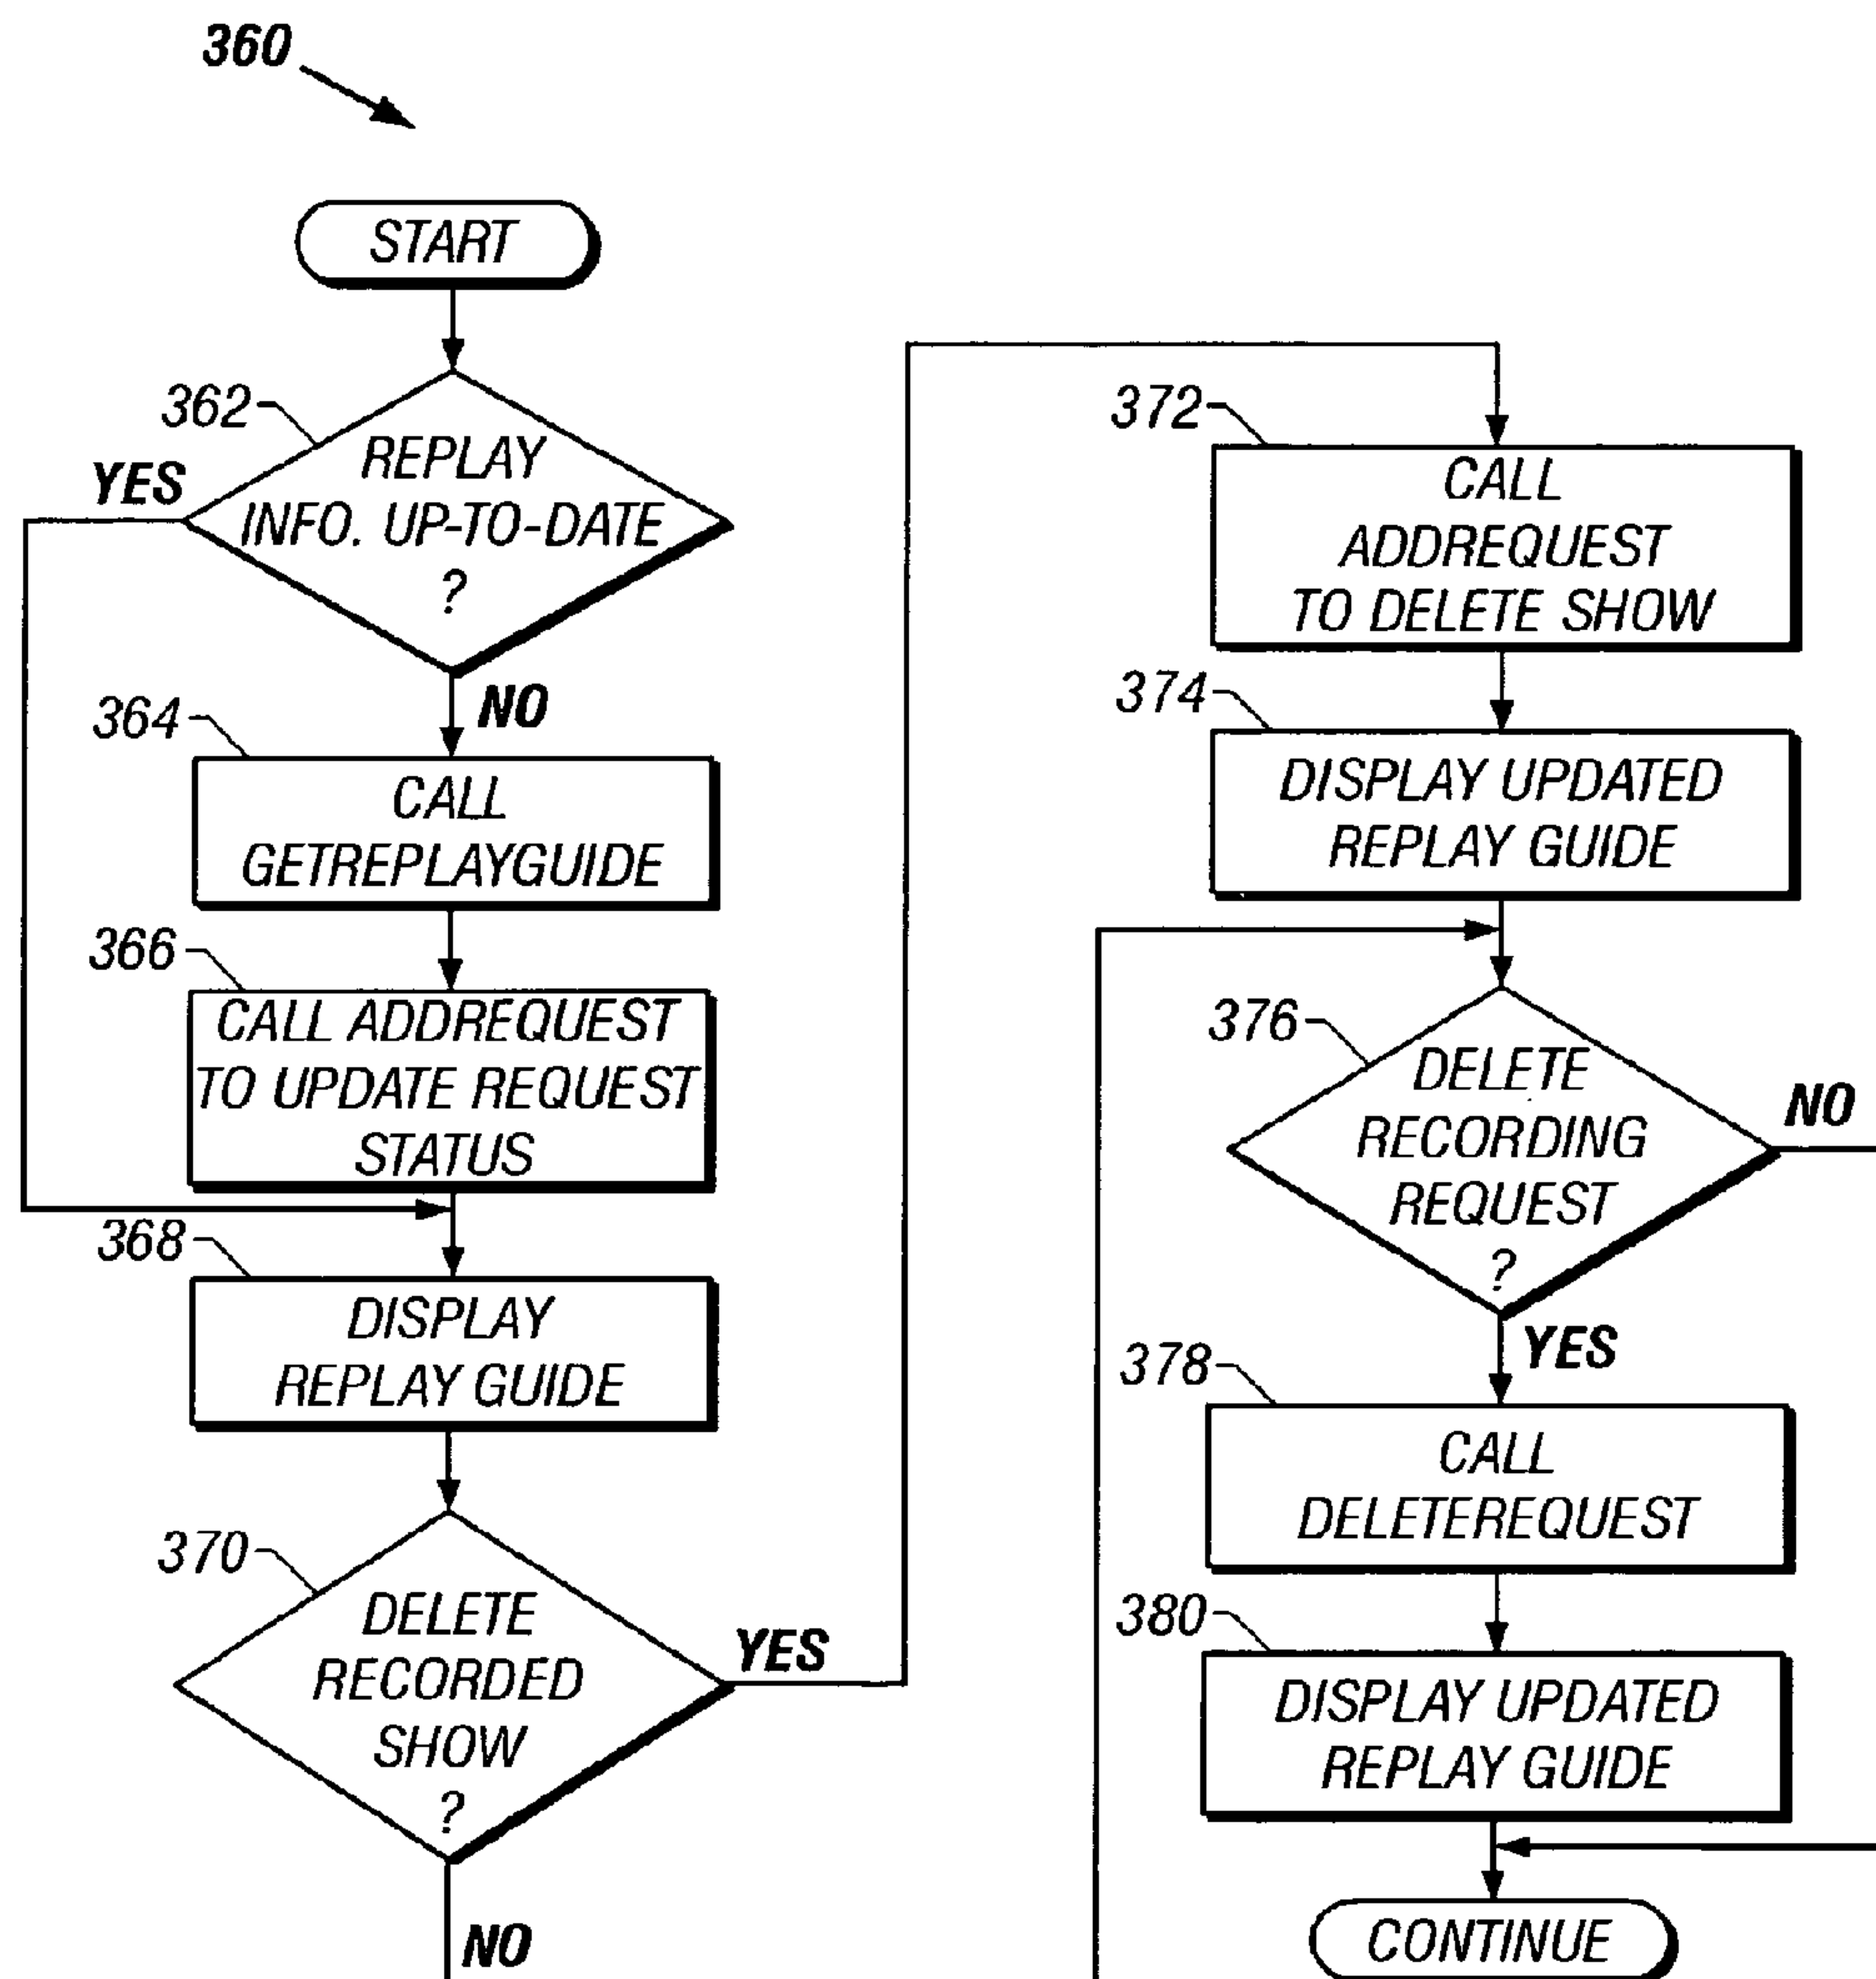 360
START
362
REPLAY
INFO. UP-TO-DATE
?
YES
NO
364
CALL
GETREPLAYGUIDE
366
CALL ADDREQUEST
TO UPDATE REQUEST
STATUS
368
DISPLAY
REPLAY GUIDE
370
DELETE
RECORDED
SHOW
?
YES
NO
372
CALL
ADDREQUEST
TO DELETE SHOW
374
DISPLAY UPDATED
REPLAY GUIDE
376
DELETE
RECORDING
REQUEST
?
NO
YES
378
CALL
DELETEREQUEST
380
DISPLAY UPDATED
REPLAY GUIDE
CONTINUE